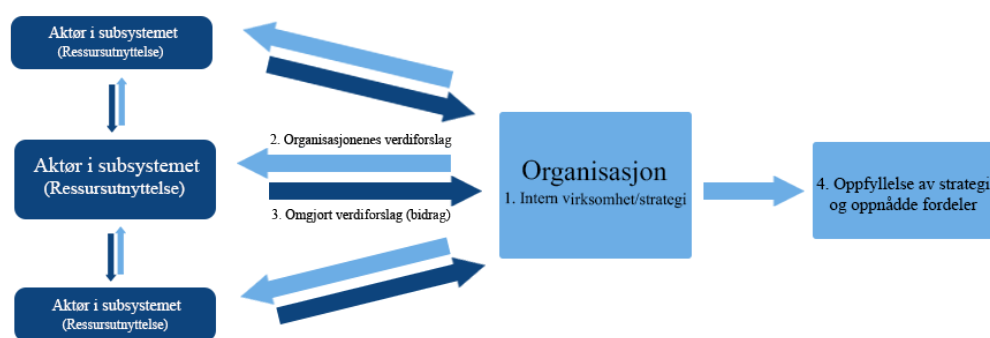 Aktør i subsystemet
(Ressursutnyttelse)
2. Organisasjonenes verdiforslag
Aktør i subsystemet
(Ressursutnyttelse)
3. Omgjort verdiforslag (bidrag)
Organisasjon
1. Intern virksomhet/strategi
4. Oppfyllelse av strategi
og oppnådde fordeler
Aktør i subsystemet
(Ressursutnyttelse)